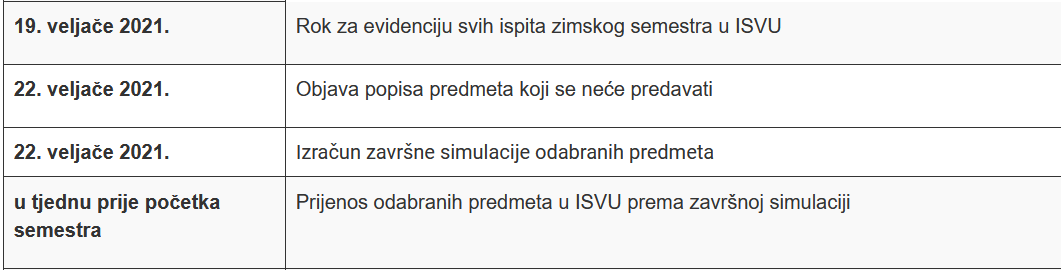 19. veljače 2021.
Rok za evidenciju svih ispita zimskog semestra u ISVU
22. veljače 2021.
Objava popisa predmeta koji se neće predavati
22. veljače 2021.
Izračun završne simulacije odabranih predmeta
u tjednu prije početka
semestra
Prijenos odabranih predmeta u ISVU prema završnoj simulaciji